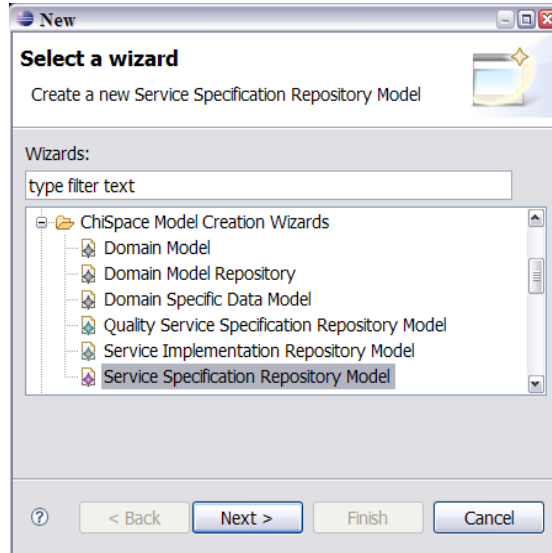 New
Select a wizard
Create a new Service Specification Repository Model
Wizards:
type filter text
ChiSpace Model Creation Wizards
Domain Model
Domain Model Repository
Domain Specific Data Model
Quality Service Specification Repository Model
Service Implementation Repository Model
Service Specification Repository Model
? < Back Next > Finish Cancel